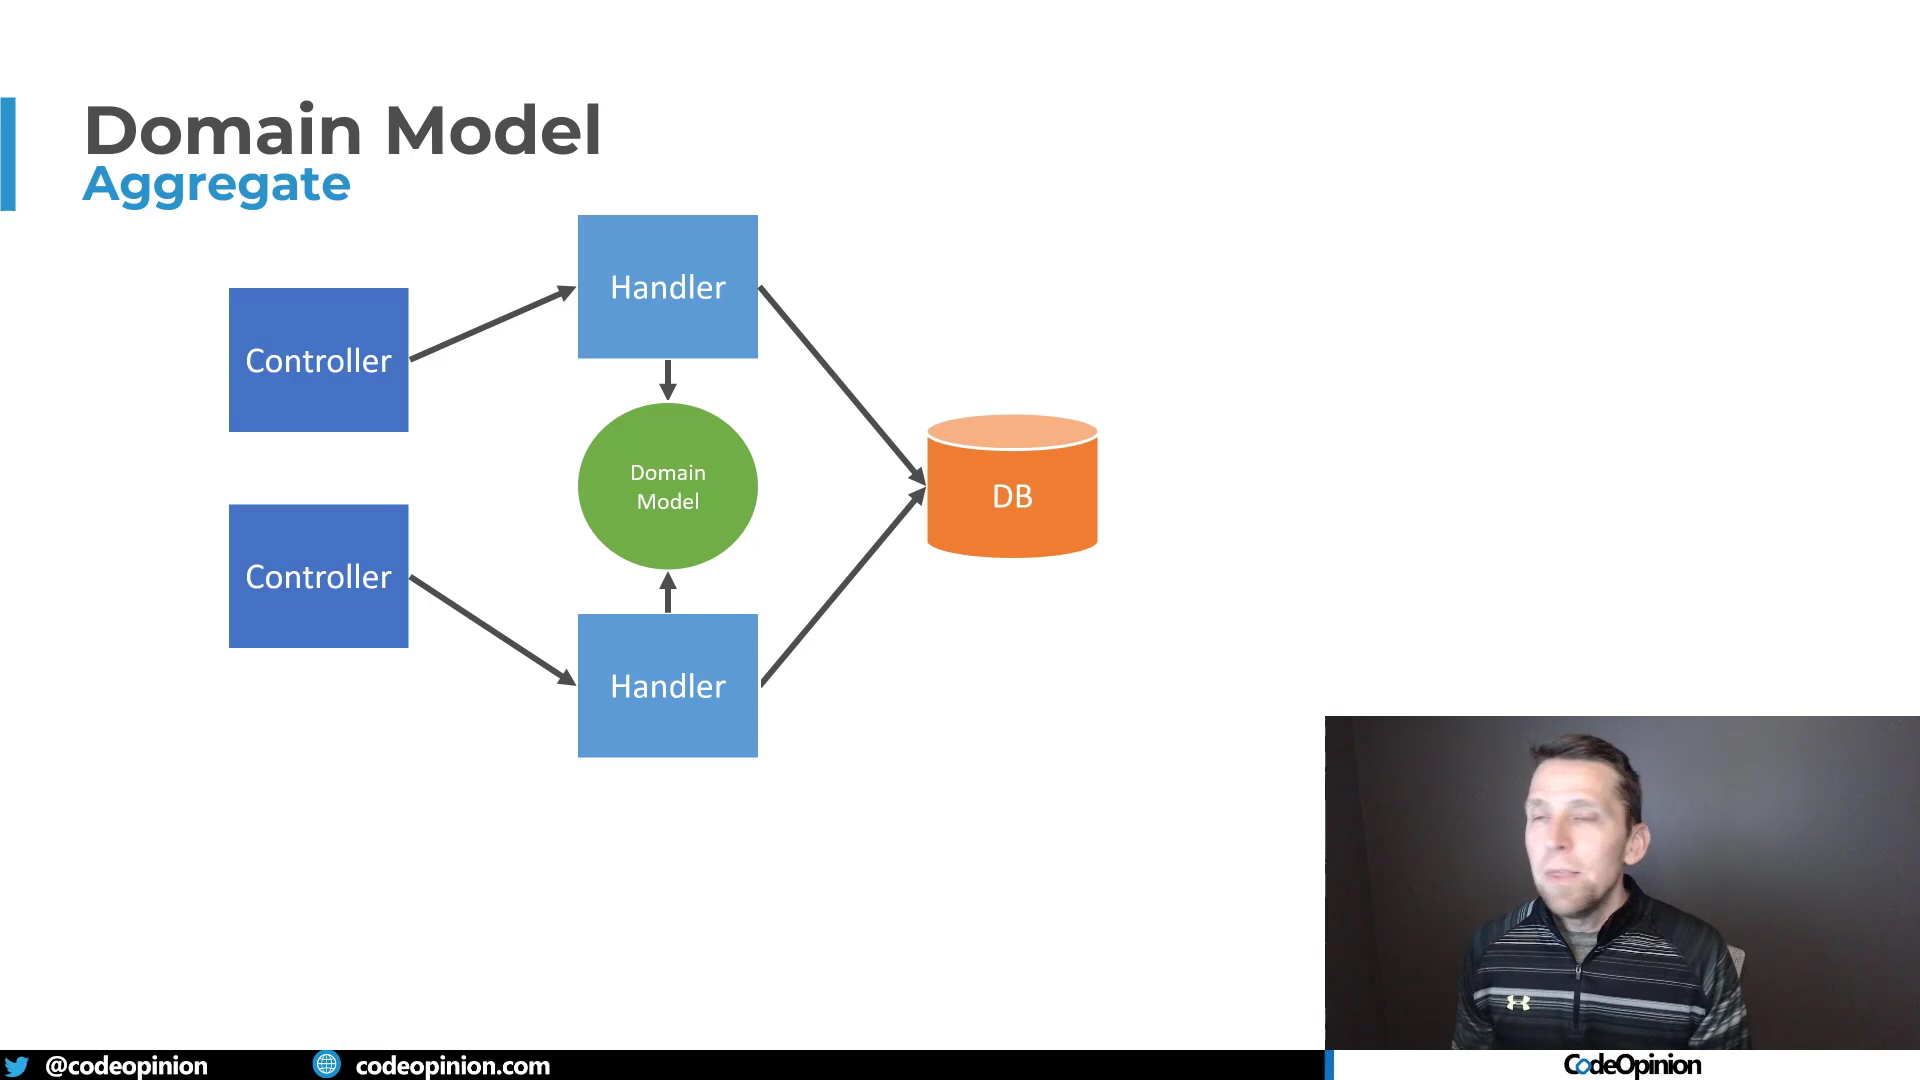 Domain Model
Aggregate
Handler
Controller
Domain
Model
DB
Controller
Handler
@codeopinion
codeopinion.com
CodeOpinion